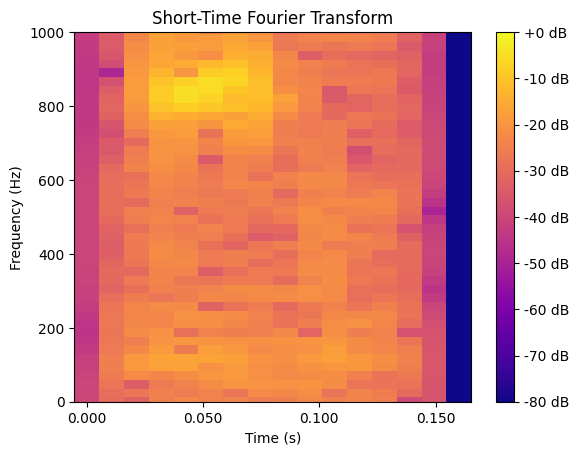 Short-Time Fourier Transform
1000
800
600
400
200
0
Frequency (Hz)
0.000
0.050
0.100
0.150
Time (s)
+0 dB
-10 dB
-20 dB
-30 dB
-40 dB
-50 dB
-60 dB
-70 dB
-80 dB